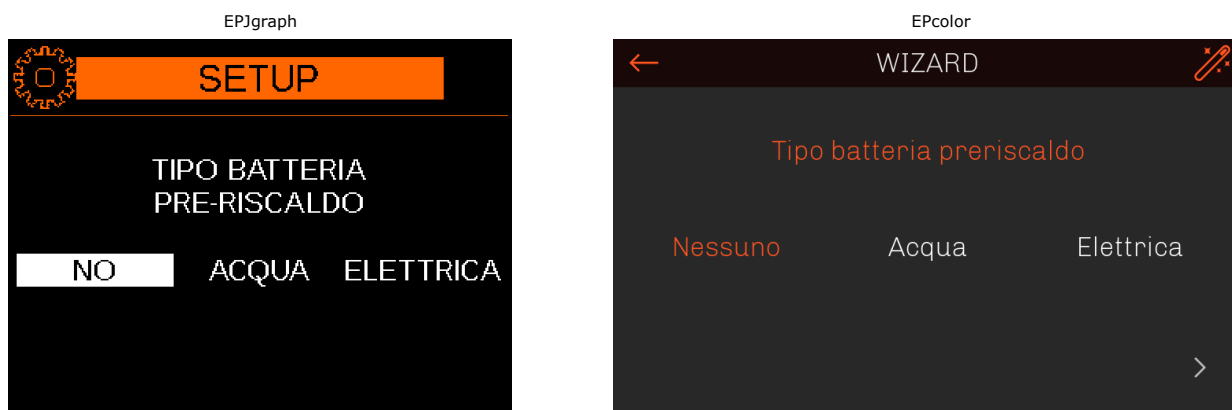 EPJgraph
SETUP
TIPO BATTERIA
PRE-RISCALDO
NO ACQUA ELETTRICA
EPcolor
WIZARD
Tipo batteria preriscaldo
Nessuno Acqua Elettrica